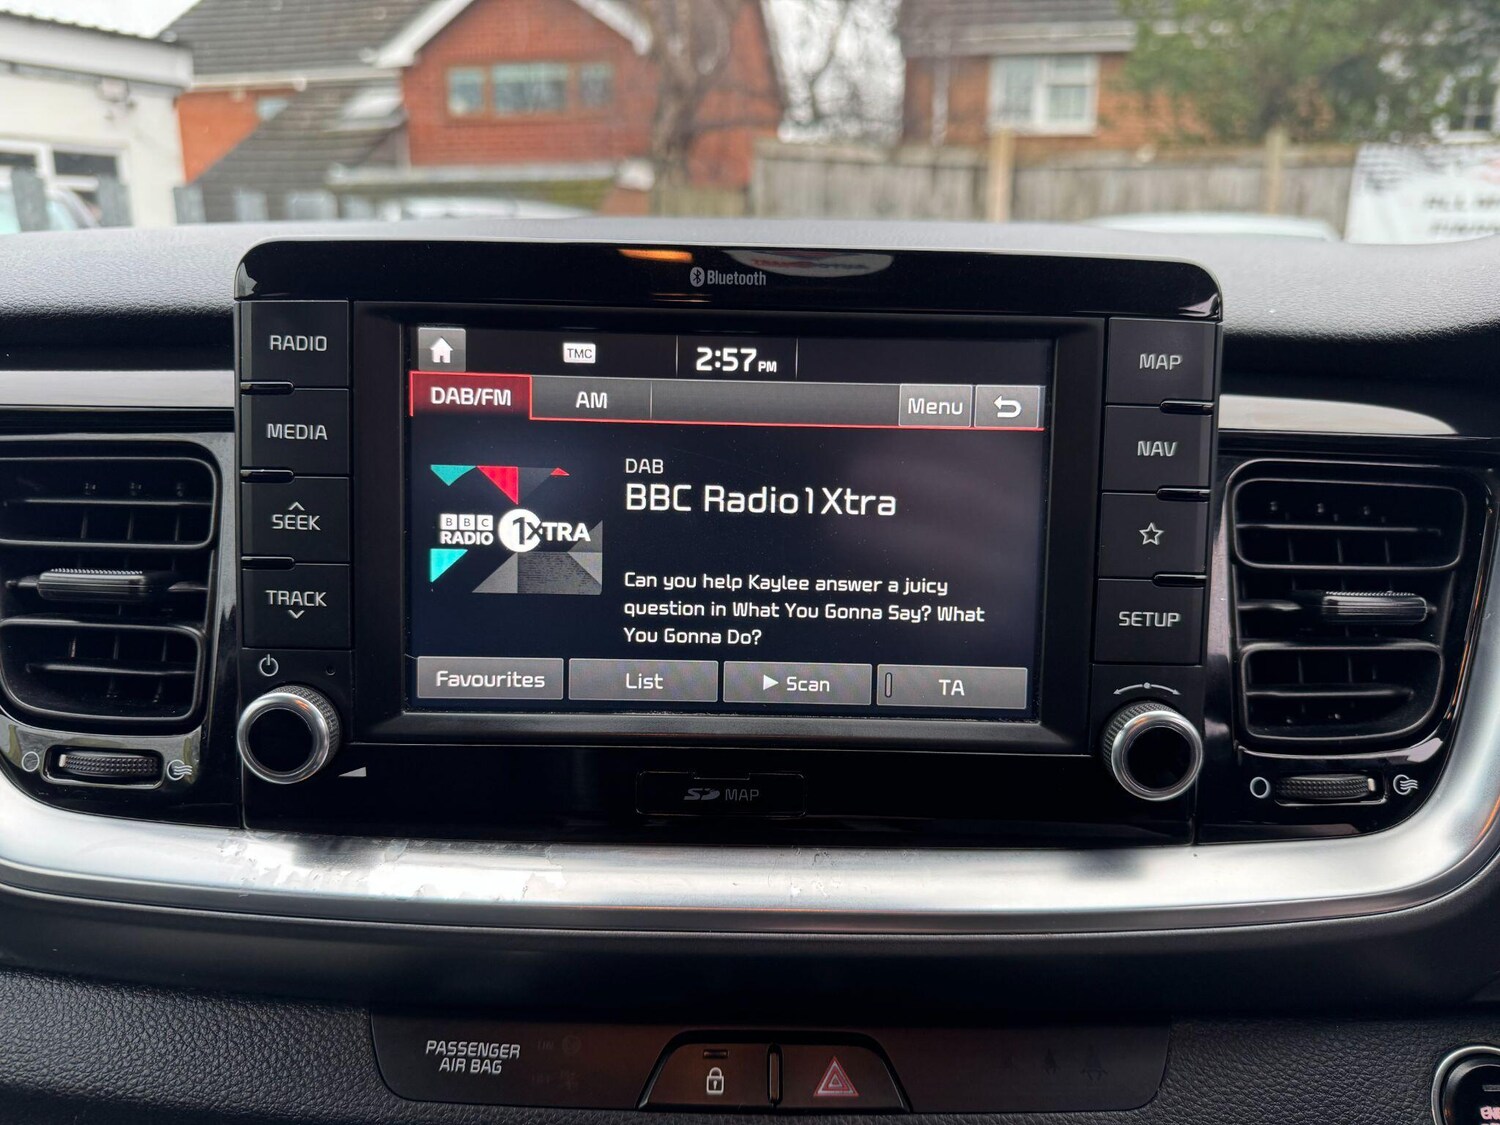 Bluetooth
RADIO
MEDIA
SEEK
TRACK
TMC
2:57PM
DAB/FM
AM
Menu
BBC
RADIO
1XTRA
DAB
BBC Radio1Xtra
Can you help Kaylee answer a juicy
question in What You Gonna Say? What
You Gonna Do?
Favourites
List
Scan
TA
MAP
NAV
SETUP
SD MAP
PASSENGER
AIR BAG